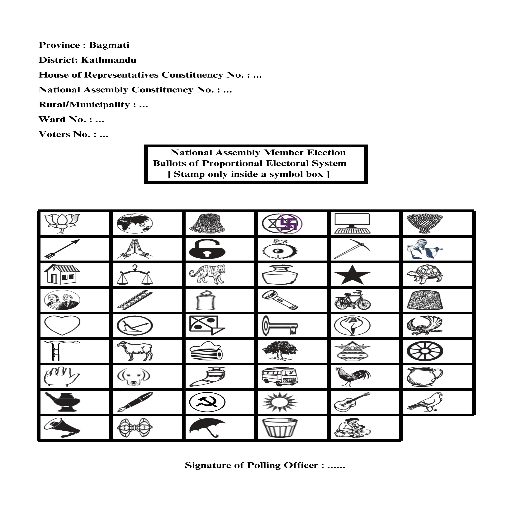 Province : Bagmati
District: Kathmandu
House of Representatives Constituency No. : ...
National Assembly Constituency No. : ...
Rural/Municipality : ...
Ward No. : ...
Voters No. : ...
National Assembly Member Election
Ballots of Proportional Electoral System
[ Stamp only inside a symbol box ]
Signature of Polling Officer : ......